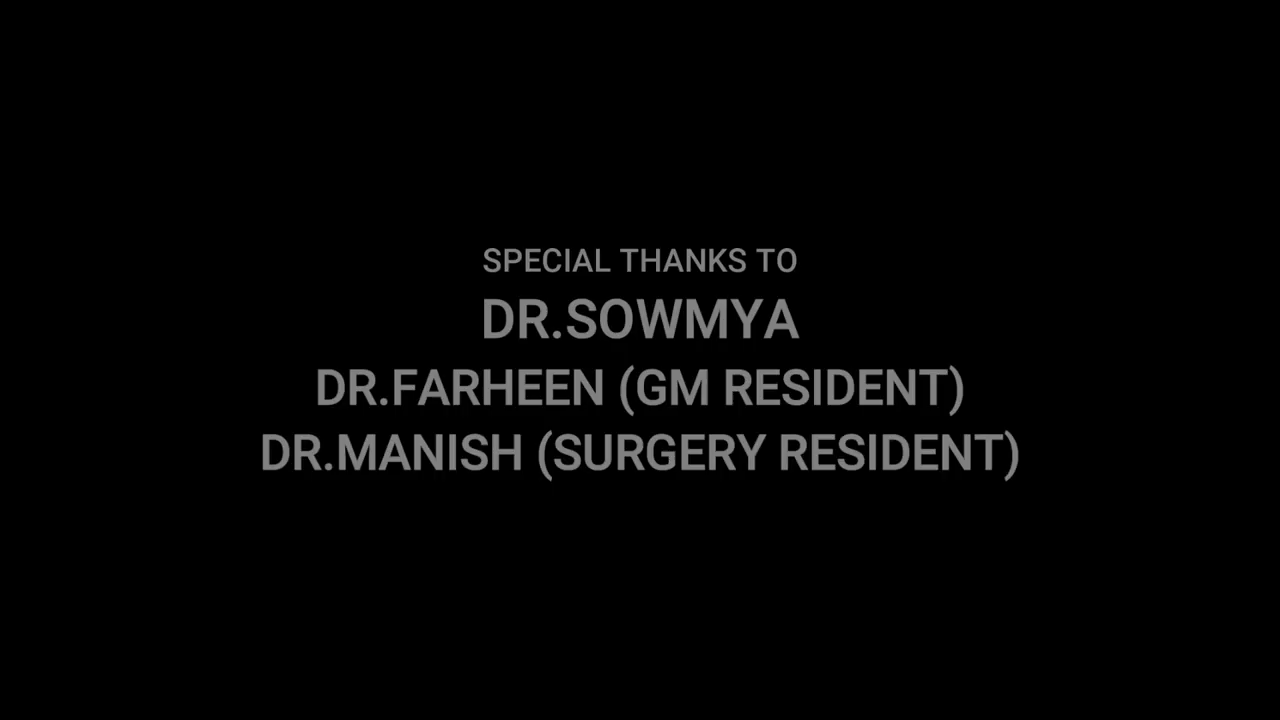 SPECIAL THANKS TO
DR.SOWMYA
DR.FARHEEN (GM RESIDENT)
DR.MANISH (SURGERY RESIDENT)